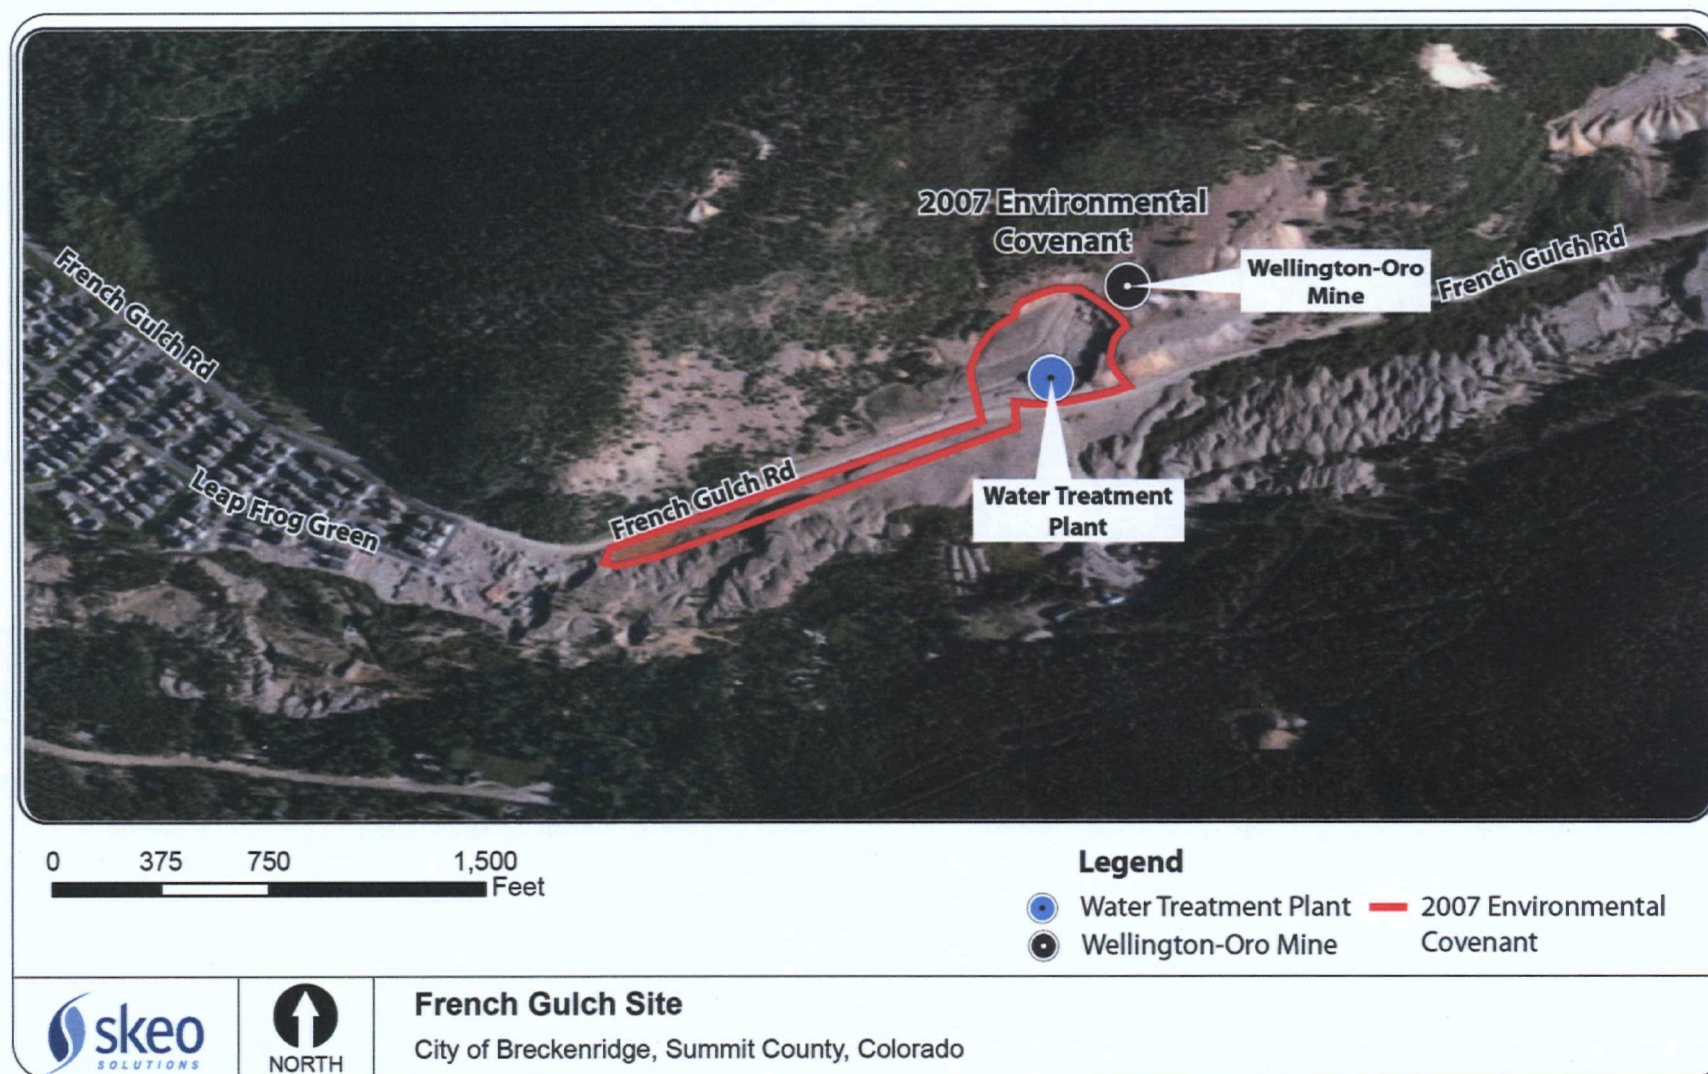 2007 Environmental
Covenant
Wellington-Oro
Mine
French Gulch Rd
French Gulch Rd
French Gulch Rd
Leap Frog Green
Water Treatment
Plant
0 375 750 1,500
Feet
Legend
Water Treatment Plant
Wellington-Oro Mine
2007 Environmental
Covenant
skeo
SOLUTIONS
NORTH
French Gulch Site
City of Breckenridge, Summit County, Colorado